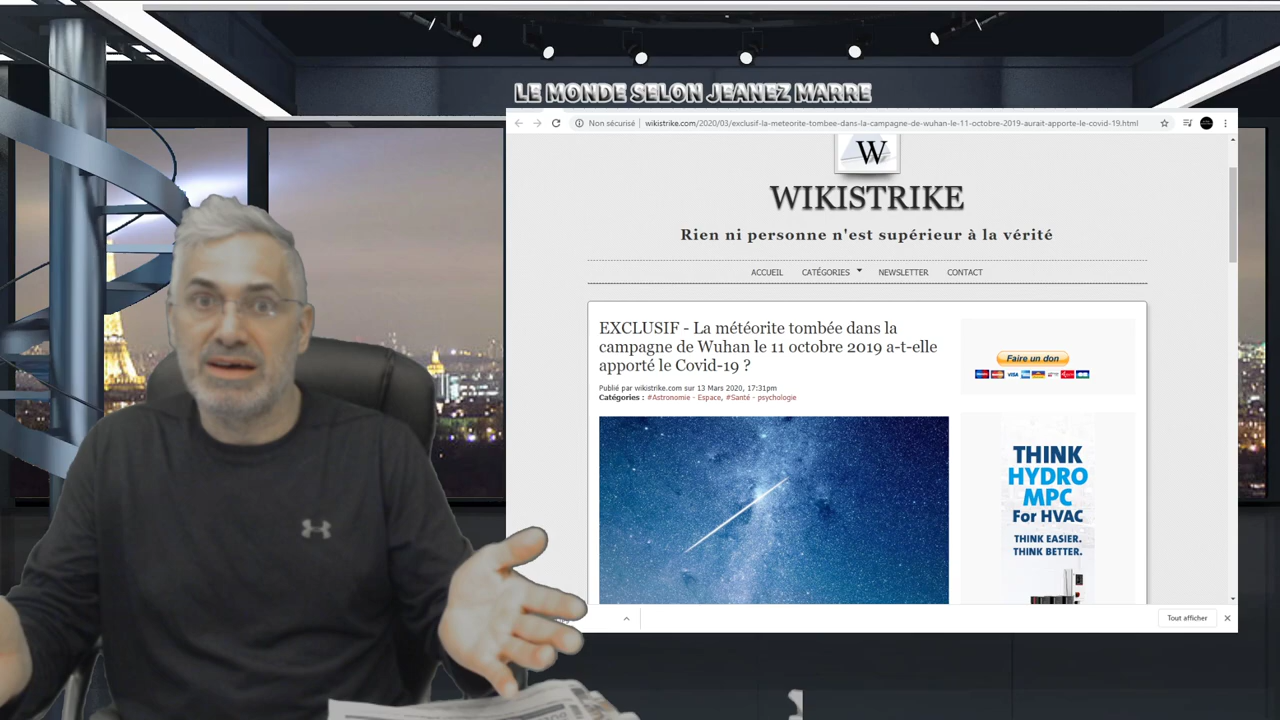 LE MONDE SELON JEANEZ MARRE
Non sécurisé | wikistrike.com/2020/03/exclusif-la-meteorite-tombee-dans-la-campagne-de-wuhan-le-11-octobre-2019-aurait-apporte-le-covid-19.html
W
WIKISTRIKE
Rien ni personne n'est supérieur à la vérité
ACCUEIL CATÉGORIES NEWSLETTER CONTACT
EXCLUSIF - La météorite tombée dans la
campagne de Wuhan le 11 octobre 2019 a-t-elle
apporté le Covid-19 ?
Publié par wikistrike.com sur 13 Mars 2020, 17:31pm
Catégories : #Astronomie - Espace, #Santé - psychologie
Faire un don
THINK
HYDRO
MPC
For HVAC
THINK EASIER.
THINK BETTER.
Tout afficher